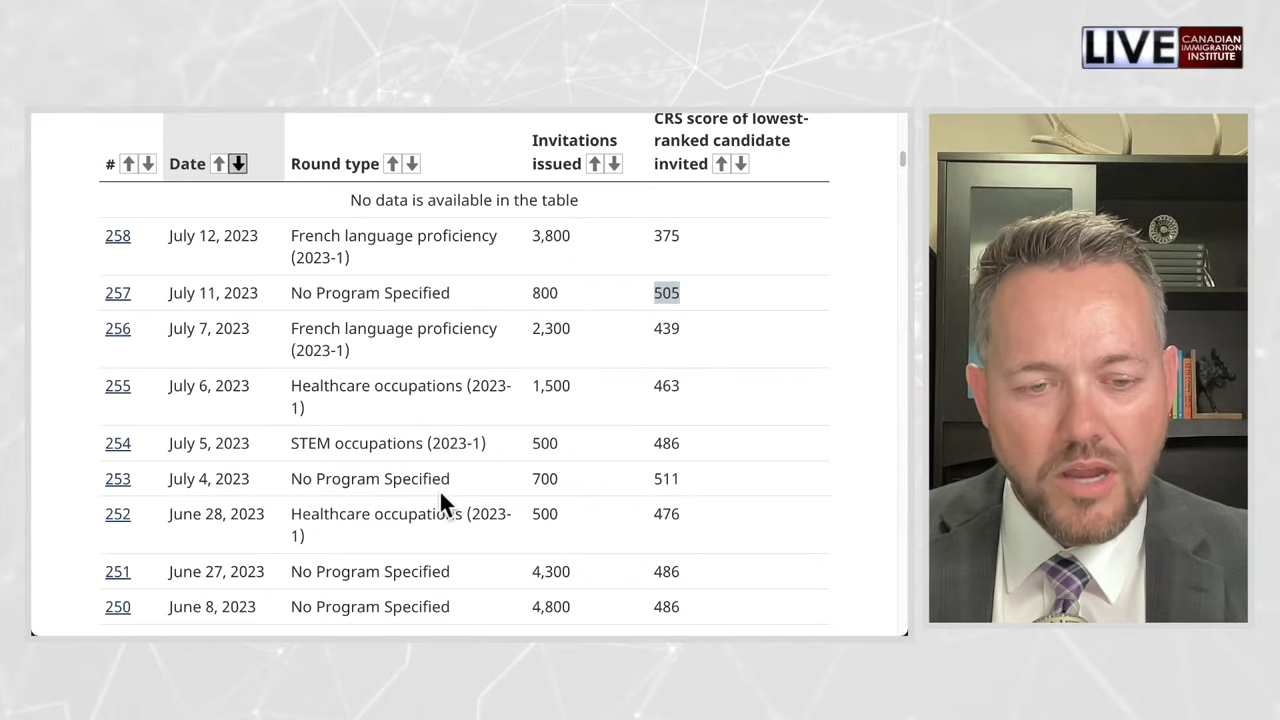 LIVE CANADIAN IMMIGRATION INSTITUTE
CRS score of lowest-
Invitations ranked candidate
# Date Round type issued invited
No data is available in the table
258 July 12, 2023 French language proficiency 3,800 375
(2023-1)
257 July 11, 2023 No Program Specified 800 505
256 July 7, 2023 French language proficiency 2,300 439
(2023-1)
255 July 6, 2023 Healthcare occupations (2023- 1,500 463
1)
254 July 5, 2023 STEM occupations (2023-1) 500 486
253 July 4, 2023 No Program Specified 700 511
252 June 28, 2023 Healthcare occupations (2023- 500 476
1)
251 June 27, 2023 No Program Specified 4,300 486
250 June 8, 2023 No Program Specified 4,800 486